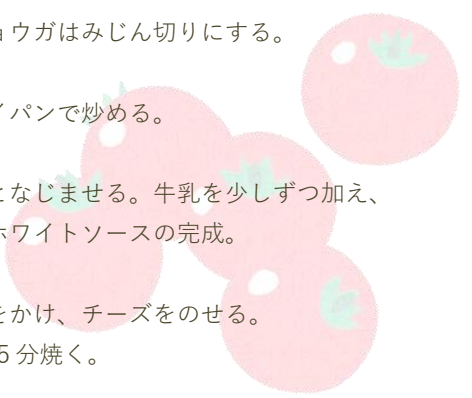 ョウガはみじん切りにする。
イパンで炒める。
となじませる。牛乳を少しずつ加え、
ホワイトソースの完成。
をかけ、チーズをのせる。
5 分焼く。